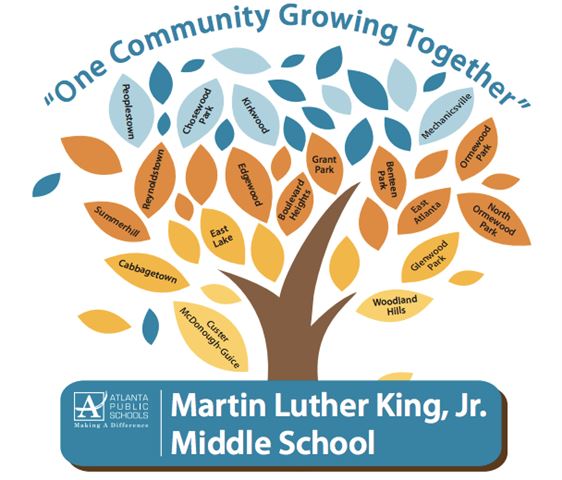 “One Community Growing Together”
Peoplestown
Chosewood
Park
Kirkwood
Mechanicsville
Reynoldstown
Edgewood
Boulevard
Heights
Grant
Park
Benteen
Park
Ormewood
Park
East
Atlanta
North
Ormewood
Park
Summerhill
East
Lake
Cabbagetown
Glenwood
Park
Woodland
Hills
Custer
McDonough-Guice
ATLANTA
PUBLIC
SCHOOLS
Making A Difference
Martin Luther King, Jr.
Middle School